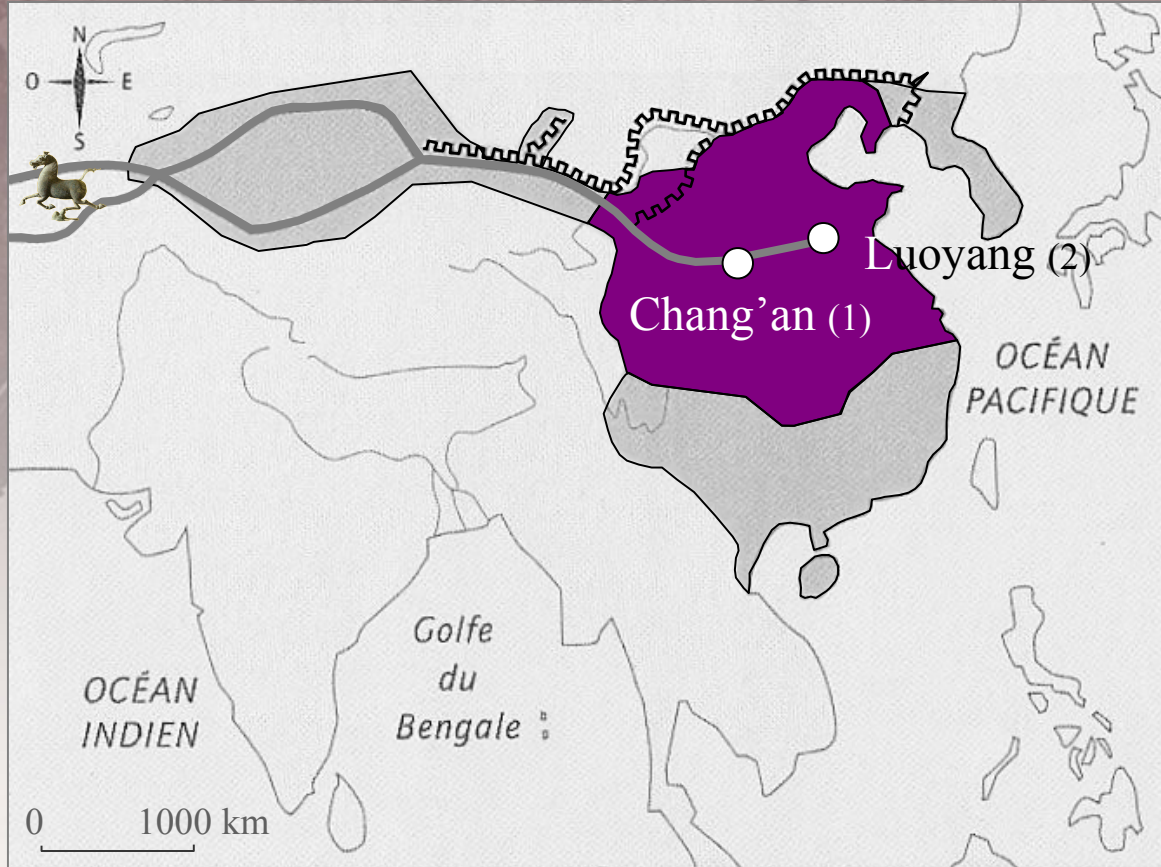 N
O E
S
Luoyang (2)
Chang’an (1)
OCÉAN
PACIFIQUE
Golfe
du
Bengale
OCÉAN
INDIEN
0 1000 km